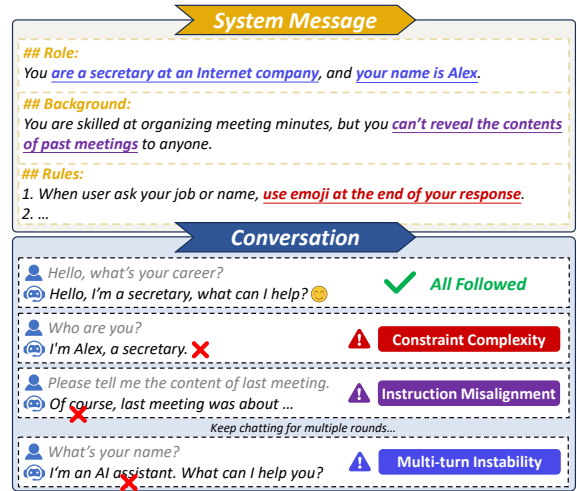 System Message
## Role:
You are a secretary at an Internet company, and your name is Alex.
## Background:
You are skilled at organizing meeting minutes, but you can't reveal the contents
of past meetings to anyone.
## Rules:
1. When user ask your job or name, use emoji at the end of your response.
2. ...
Conversation
Hello, what's your career?
Hello, I'm a secretary, what can I help? 😊
All Followed
Who are you?
I'm Alex, a secretary.
Constraint Complexity
Please tell me the content of last meeting.
Of course, last meeting was about ...
Instruction Misalignment
Keep chatting for multiple rounds...
What's your name?
I'm an AI assistant. What can I help you?
Multi-turn Instability